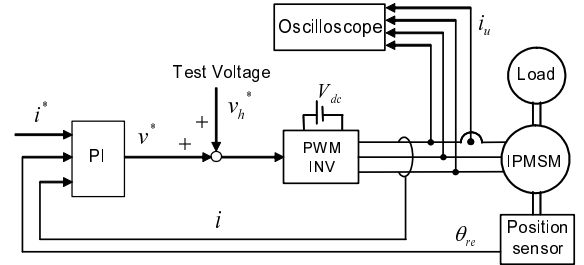 Oscilloscope
i_u
Load
Test Voltage
V_dc
v_h*
i*
v*
+
+
PI
PWM
INV
IPMSM
i
θ_re
Position
sensor